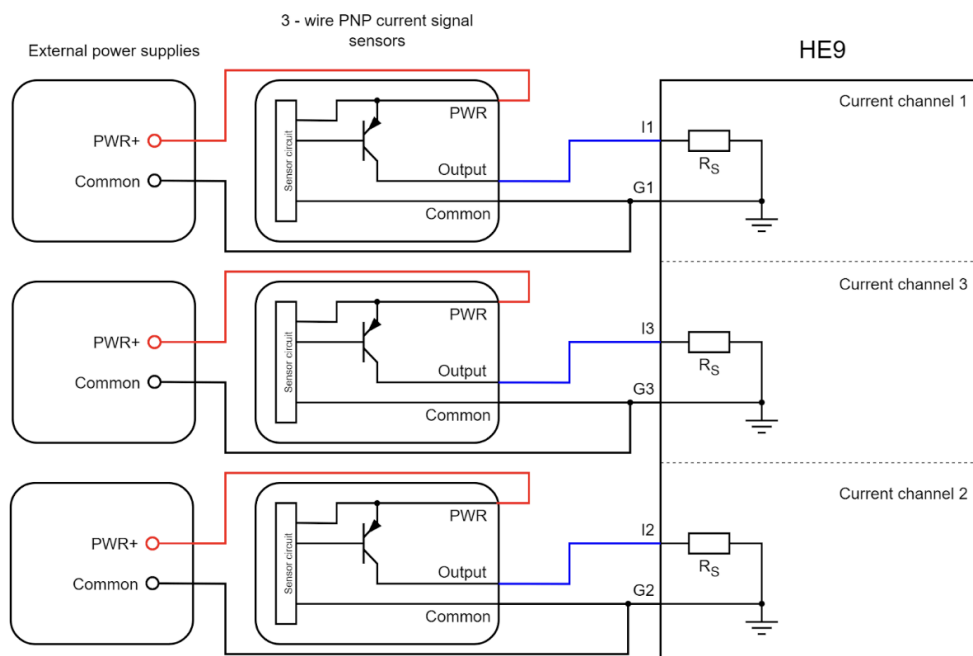 3 - wire PNP current signal
sensors
External power supplies
HE9
Current channel 1
PWR+
Common
Sensor circuit
PWR
Output
Common
I1
G1
RS
Current channel 3
PWR+
Common
Sensor circuit
PWR
Output
Common
I3
G3
RS
Current channel 2
PWR+
Common
Sensor circuit
PWR
Output
Common
I2
G2
RS